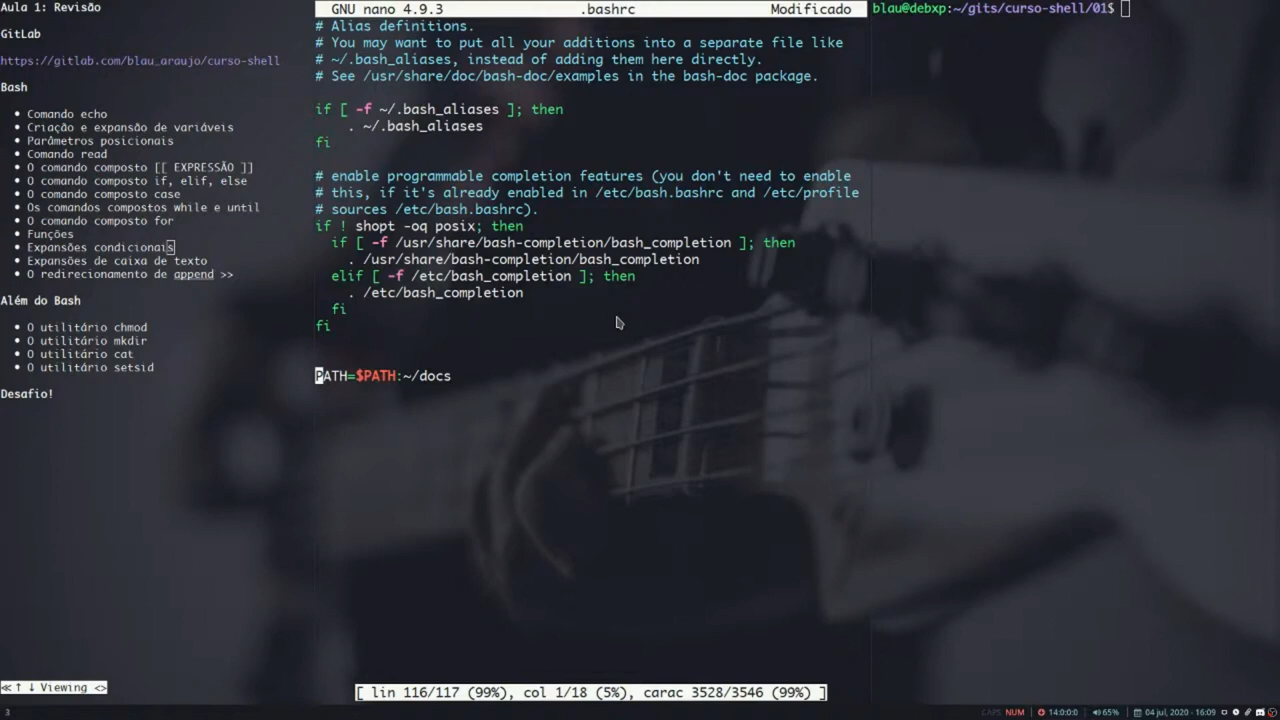 Aula 1: Revisão
GitLab
https://gitlab.com/blau_araujo/curso-shell
Bash
• Comando echo
• Criação e expansão de variáveis
• Parâmetros posicionais
• Comando read
• O comando composto [[ EXPRESSÃO ]]
• O comando composto if, elif, else
• O comando composto case
• Os comandos compostos while e until
• O comando composto for
• Funções
• Expansões condicionais
• Expansões de caixa de texto
• O redirecionamento de append >>
Além do Bash
• O utilitário chmod
• O utilitário mkdir
• O utilitário cat
• O utilitário setsid
Desafio!
≪↑ ↓ Viewing <>
GNU nano 4.9.3 .bashrc Modificado
# Alias definitions.
# You may want to put all your additions into a separate file like
# ~/.bash_aliases, instead of adding them here directly.
# See /usr/share/doc/bash-doc/examples in the bash-doc package.
if [ -f ~/.bash_aliases ]; then
. ~/.bash_aliases
fi
# enable programmable completion features (you don't need to enable
# this, if it's already enabled in /etc/bash.bashrc and /etc/profile
# sources /etc/bash.bashrc).
if ! shopt -oq posix; then
if [ -f /usr/share/bash-completion/bash_completion ]; then
. /usr/share/bash-completion/bash_completion
elif [ -f /etc/bash_completion ]; then
. /etc/bash_completion
fi
fi
PATH=$PATH:~/docs
[ lin 116/117 (99%), col 1/18 (5%), carac 3528/3546 (99%) ]
blau@debxp:~/gits/curso-shell/01$
3
CAPS NUM 14:0:0:0 65% 04 jul, 2020 - 16:09